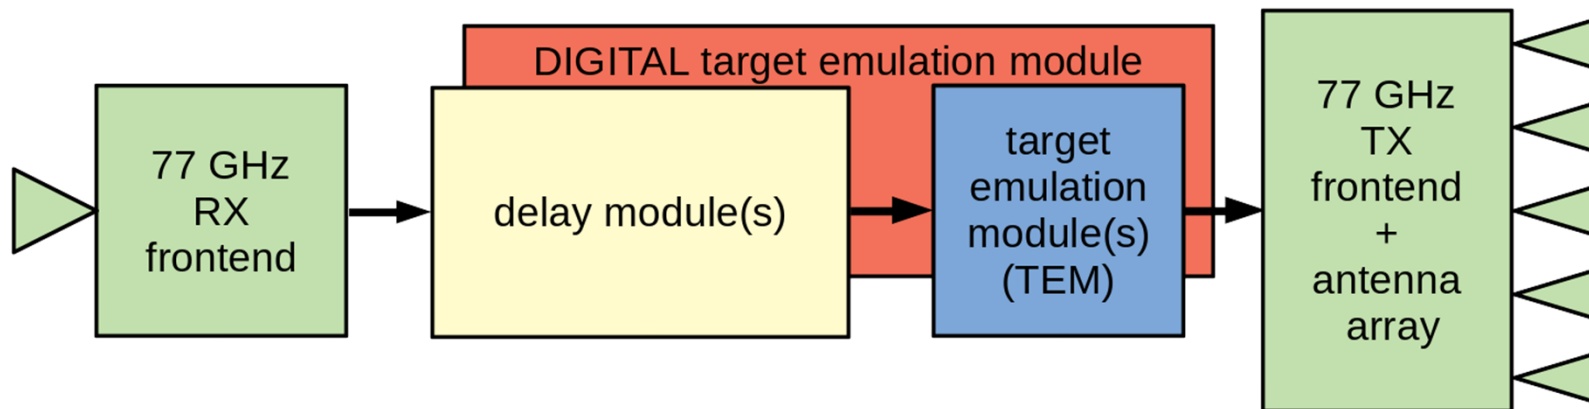 DIGITAL target emulation module
77 GHz
RX
frontend
delay module(s)
target
emulation
module(s)
(TEM)
77 GHz
TX
frontend
+
antenna
array